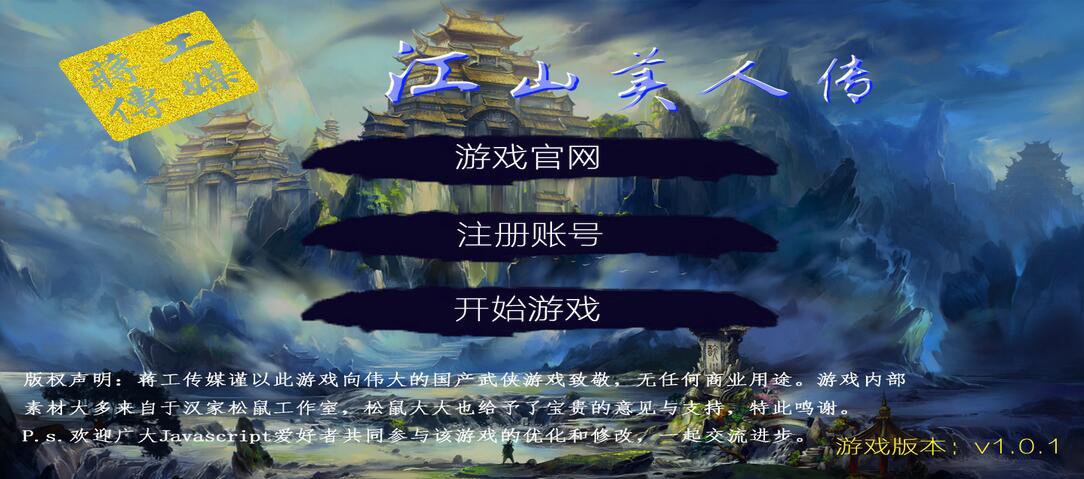 蔣工
傳媒
江山美人传
游戏官网
注册账号
开始游戏
版权声明：蒋工传媒谨以此游戏向伟大的国产武侠游戏致敬，无任何商业用途。游戏内部
素材大多来自于汉家松鼠工作室，松鼠大大也给予了宝贵的意见与支持，特此鸣谢。
P.s.欢迎广大Javascript爱好者共同参与该游戏的优化和修改，一起交流进步。
游戏版本：v1.0.1